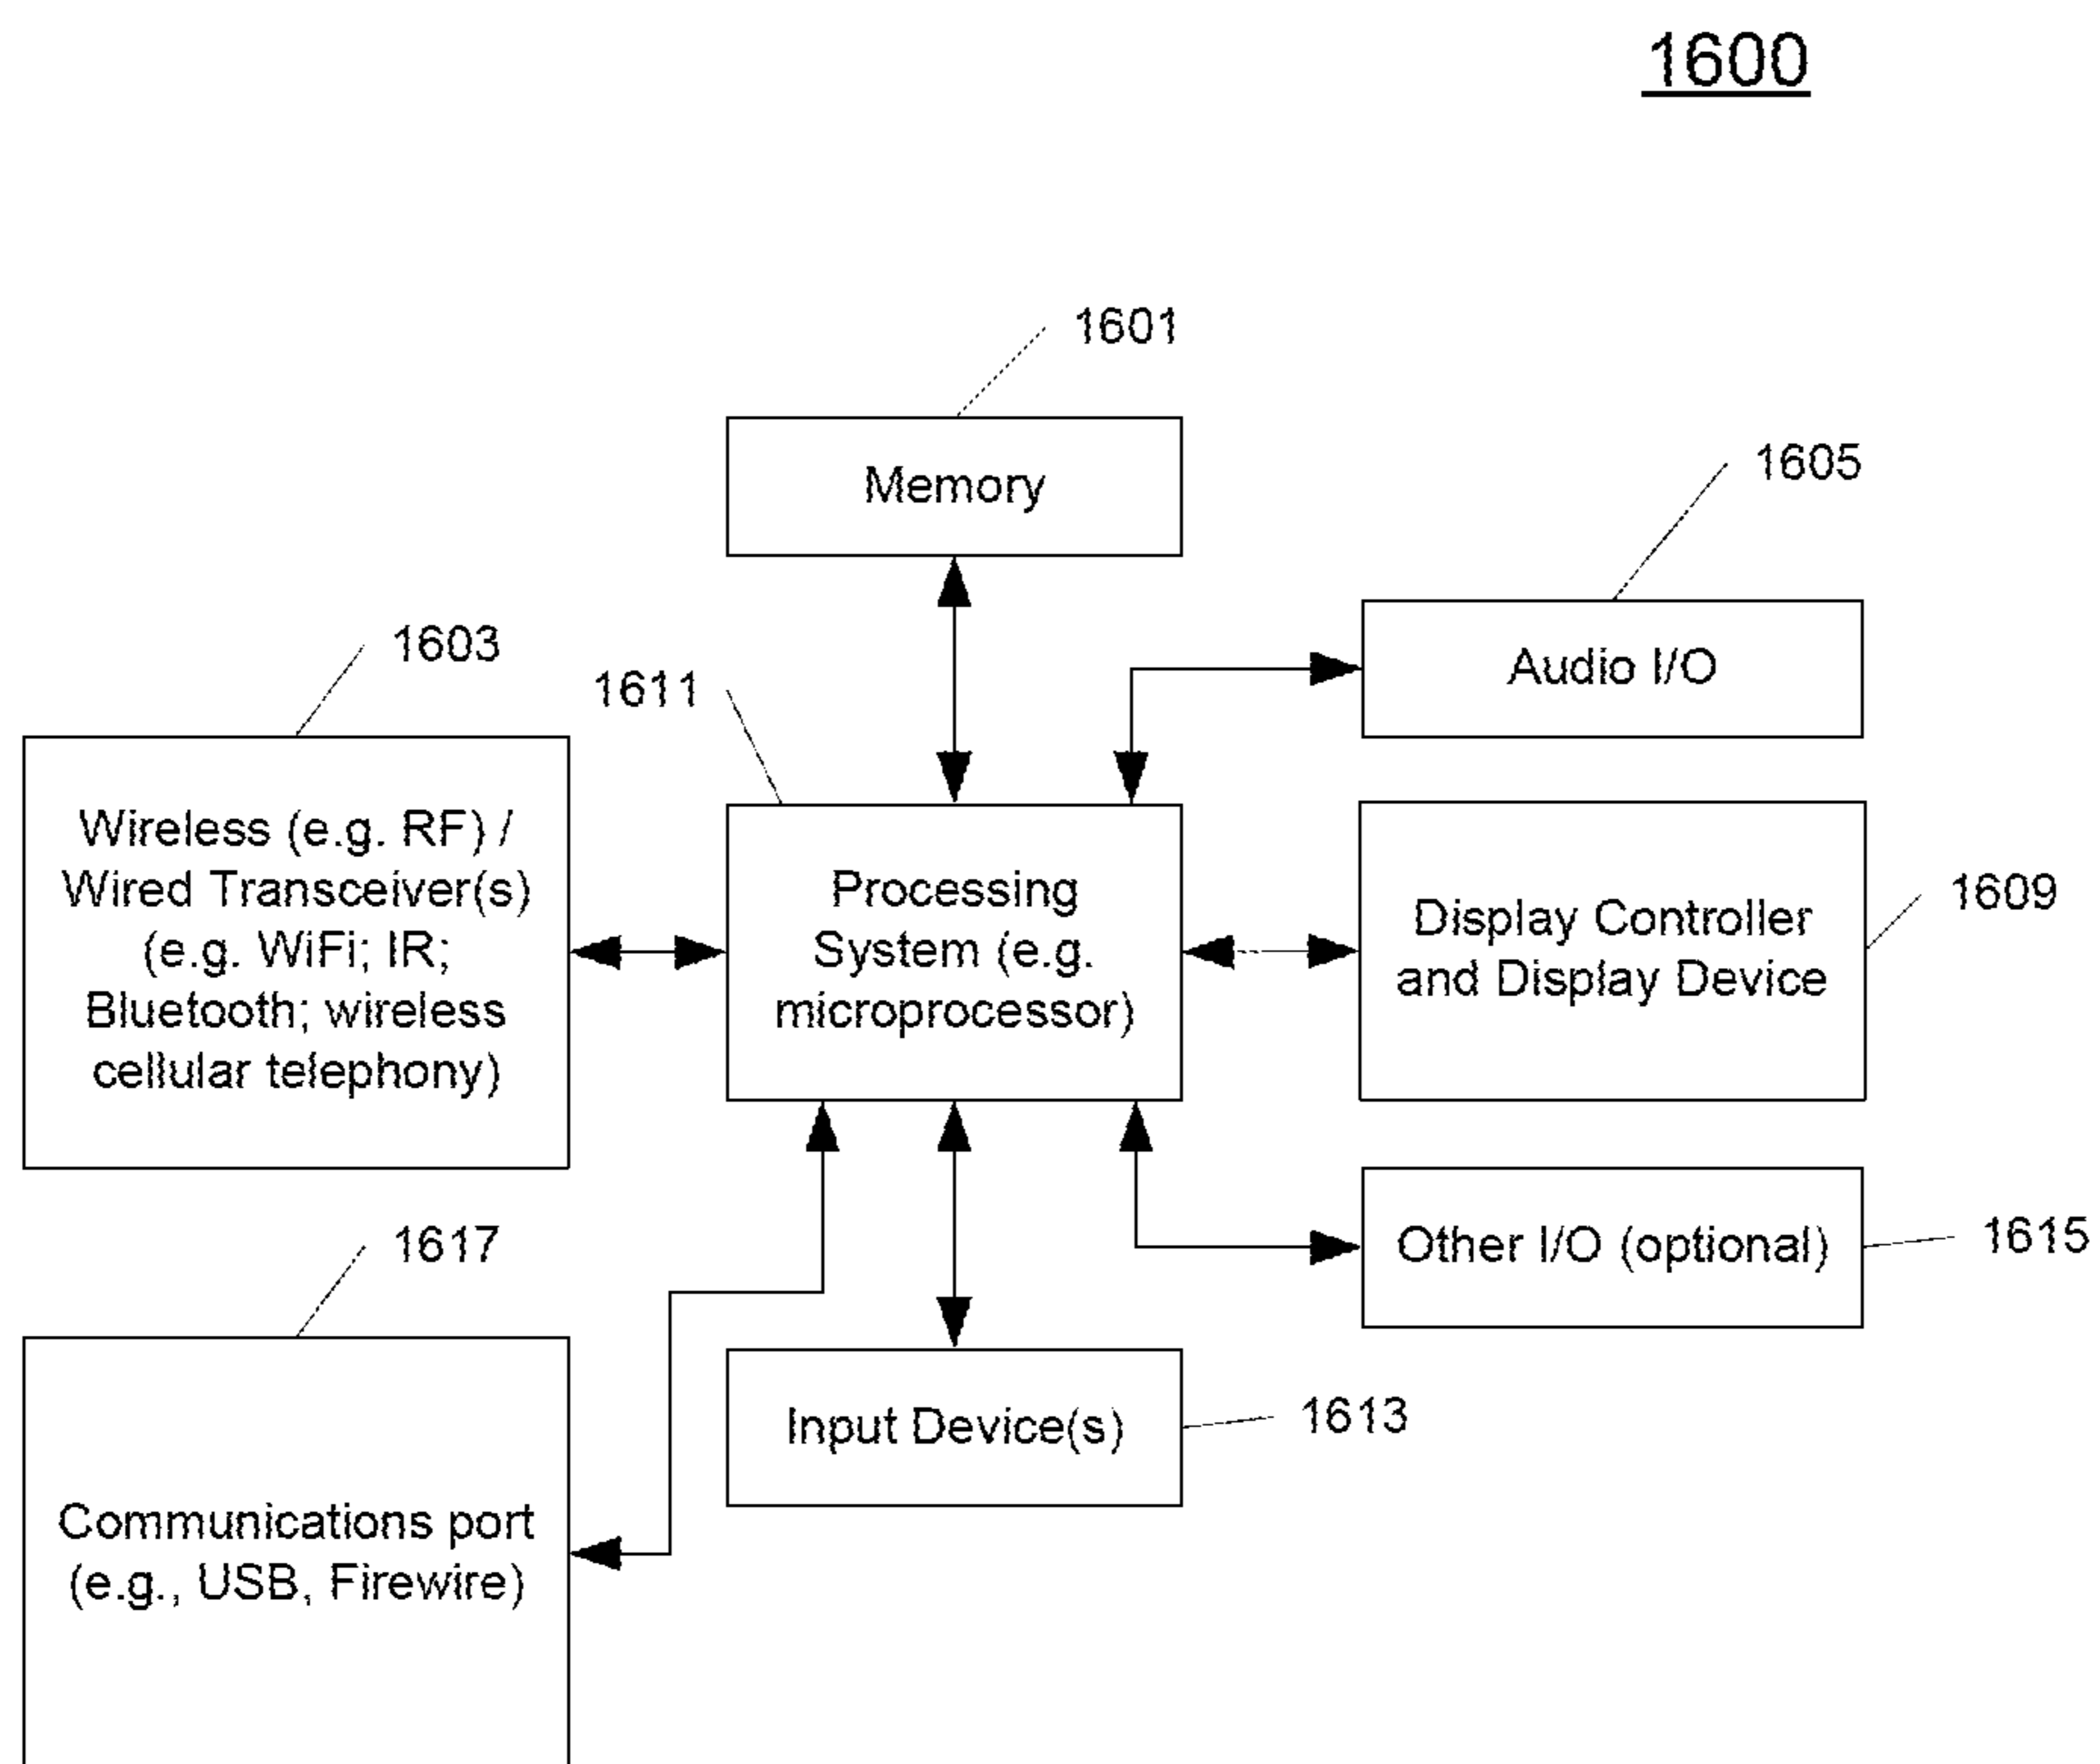 1600
1601
Memory
1605
Audio I/O
1603
1611
Wireless (e.g. RF) /
Wired Transceiver(s)
(e.g. WiFi; IR;
Bluetooth; wireless
cellular telephony)
Processing
System (e.g.
microprocessor)
Display Controller
and Display Device
1609
Other I/O (optional)
1615
1617
Input Device(s)
1613
Communications port
(e.g., USB, Firewire)